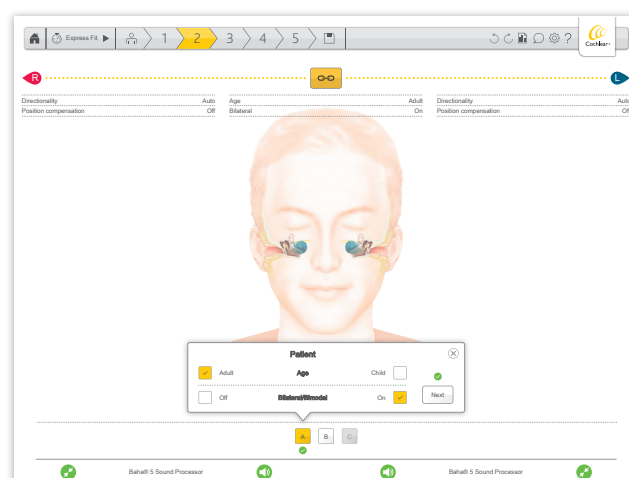 Express Fit
1 2 3 4 5
?
Cochlear™
R
L
Directionality Auto
Position compensation Off
Age Adult
Bilateral On
Directionality Auto
Position compensation Off
Patient
Adult Age Child
Off Bilateral/Bimodal On
Next
A B C
Baha® 5 Sound Processor
Baha® 5 Sound Processor